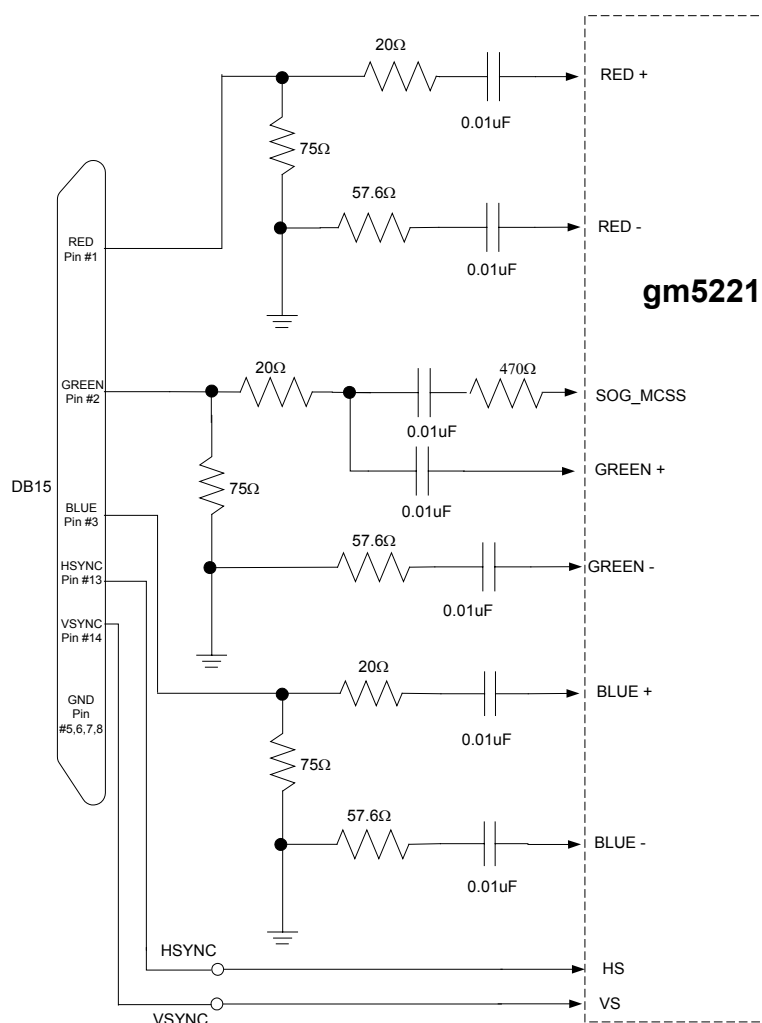 20Ω
RED +
0.01uF
75Ω
57.6Ω
RED
Pin #1
RED -
0.01uF
gm5221
20Ω
470Ω
GREEN
Pin #2
SOG_MCSS
0.01uF
GREEN +
DB15
75Ω
0.01uF
BLUE
Pin #3
57.6Ω
HSYNC
Pin #13
GREEN -
0.01uF
VSYNC
Pin #14
20Ω
GND
Pin
#5,6,7,8
BLUE +
0.01uF
75Ω
57.6Ω
BLUE -
0.01uF
HSYNC
HS
VSYNC
VS